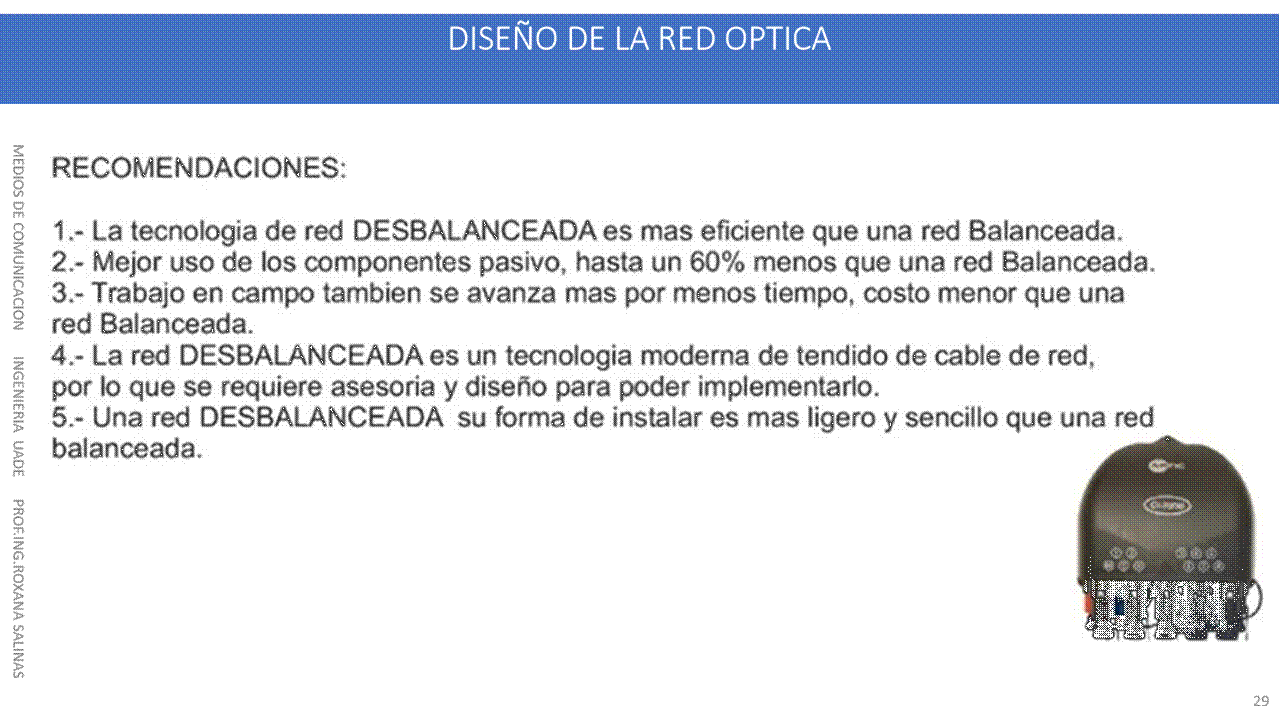 DISEÑO DE LA RED OPTICA
RECOMENDACIONES:
1.- La tecnologia de red DESBALANCEADA es mas eficiente que una red Balanceada.
2.- Mejor uso de los componentes pasivo, hasta un 60% menos que una red Balanceada.
3.- Trabajo en campo tambien se avanza mas por menos tiempo, costo menor que una
red Balanceada.
4.- La red DESBALANCEADA es un tecnologia moderna de tendido de cable de red,
por lo que se requiere asesoria y diseño para poder implementarlo.
5.- Una red DESBALANCEADA su forma de instalar es mas ligero y sencillo que una red
balanceada.
MEDIOS DE COMUNICACION INGENIERIA UADE PROF.ING.ROXANA SALINAS
29